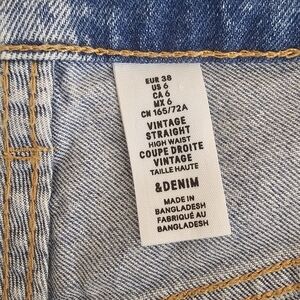 EUR 38
US 6
CA 6
MX 6
CN 165/72A
VINTAGE
STRAIGHT
HIGH WAIST
COUPE DROITE
VINTAGE
TAILLE HAUTE
&DENIM
MADE IN
BANGLADESH
FABRIQUÉ AU
BANGLADESH